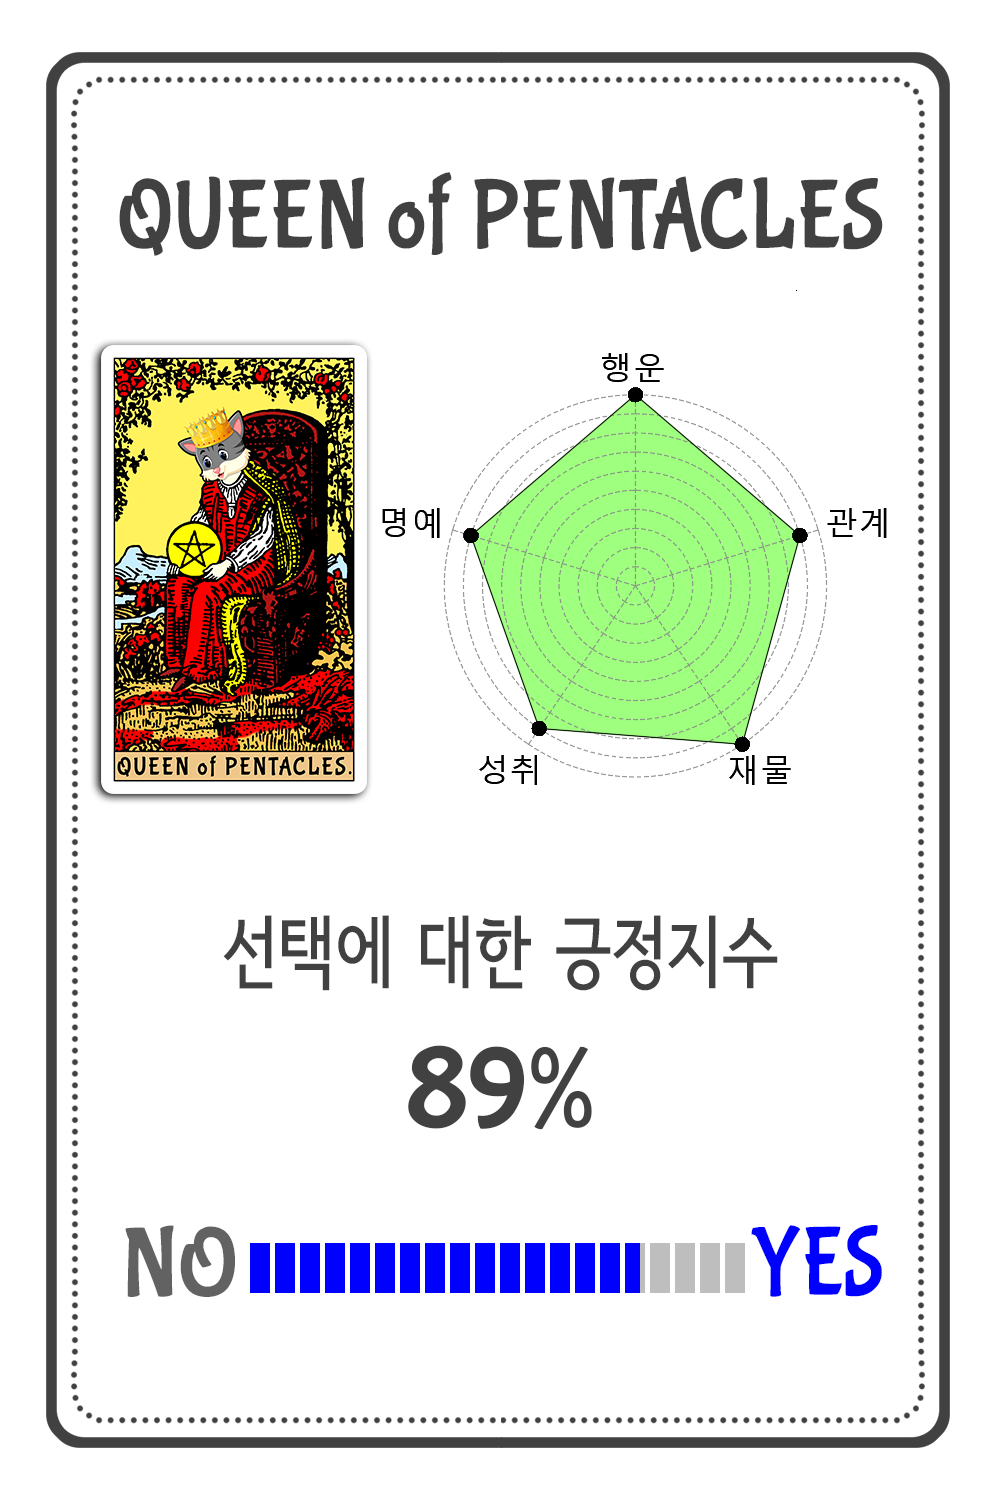 QUEEN of PENTACLES
행운
명예
관계
QUEEN of PENTACLES.
성취
재물
선택에 대한 긍정지수
89%
NO
YES